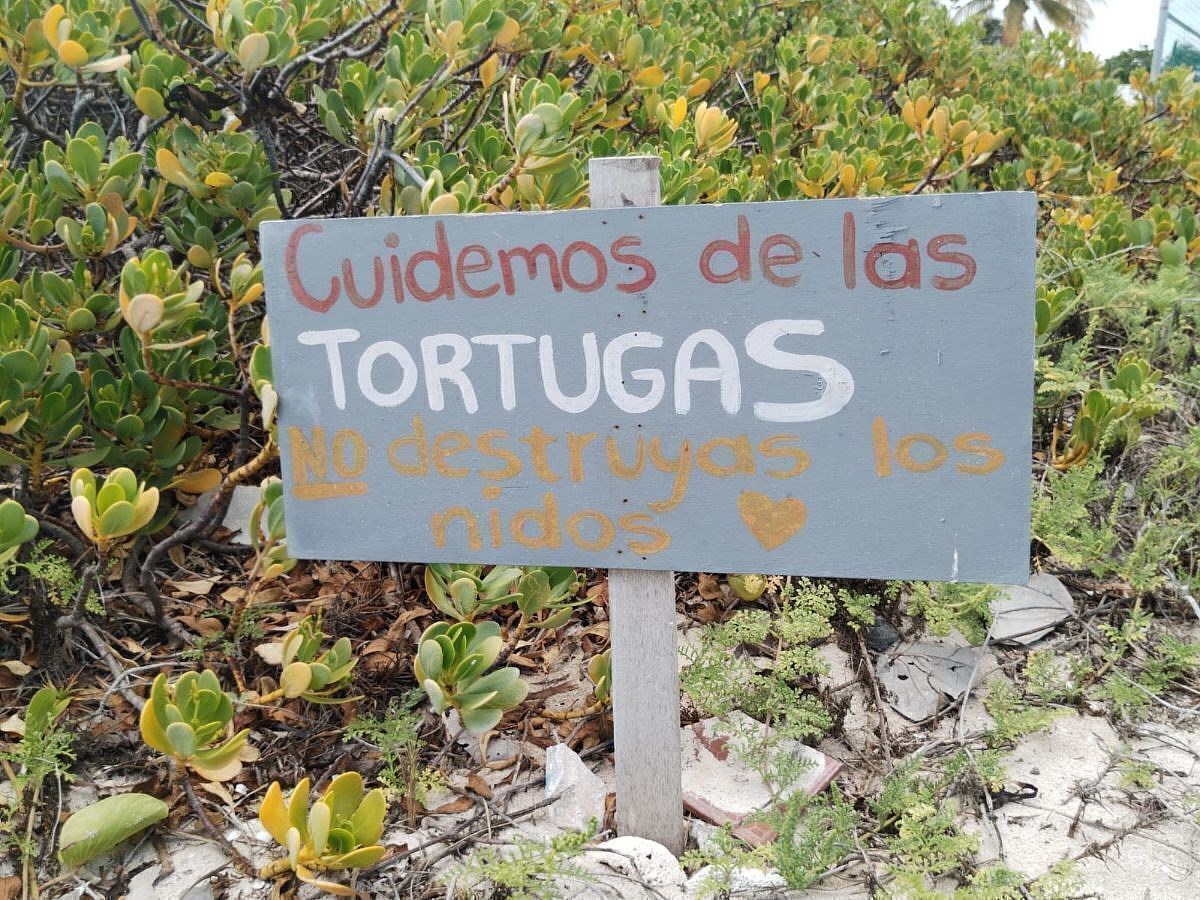 Cuidemos de las
TORTUGAS
No destruyas los
nidos